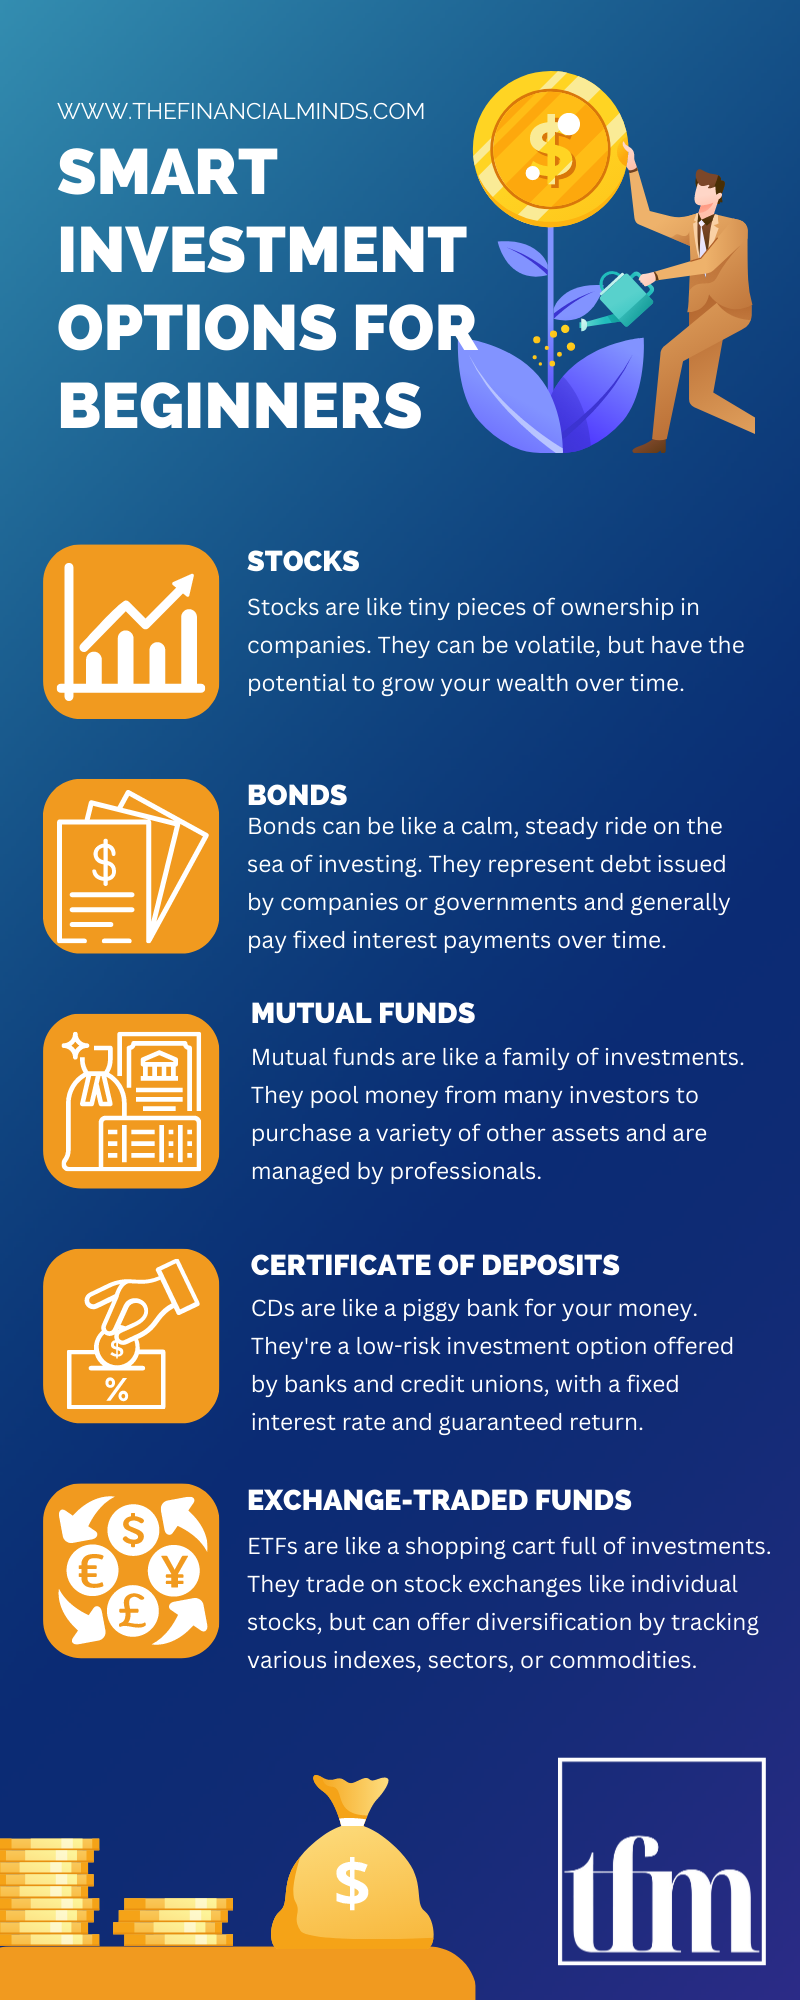 WWW.THEFINANCIALMINDS.COM
SMART
INVESTMENT
OPTIONS FOR
BEGINNERS
$
STOCKS
Stocks are like tiny pieces of ownership in
companies. They can be volatile, but have the
potential to grow your wealth over time.
$
BONDS
Bonds can be like a calm, steady ride on the
sea of investing. They represent debt issued
by companies or governments and generally
pay fixed interest payments over time.
MUTUAL FUNDS
Mutual funds are like a family of investments.
They pool money from many investors to
purchase a variety of other assets and are
managed by professionals.
$
%
CERTIFICATE OF DEPOSITS
CDs are like a piggy bank for your money.
They're a low-risk investment option offered
by banks and credit unions, with a fixed
interest rate and guaranteed return.
$
€ ¥
£
EXCHANGE-TRADED FUNDS
ETFs are like a shopping cart full of investments.
They trade on stock exchanges like individual
stocks, but can offer diversification by tracking
various indexes, sectors, or commodities.
$
tfm